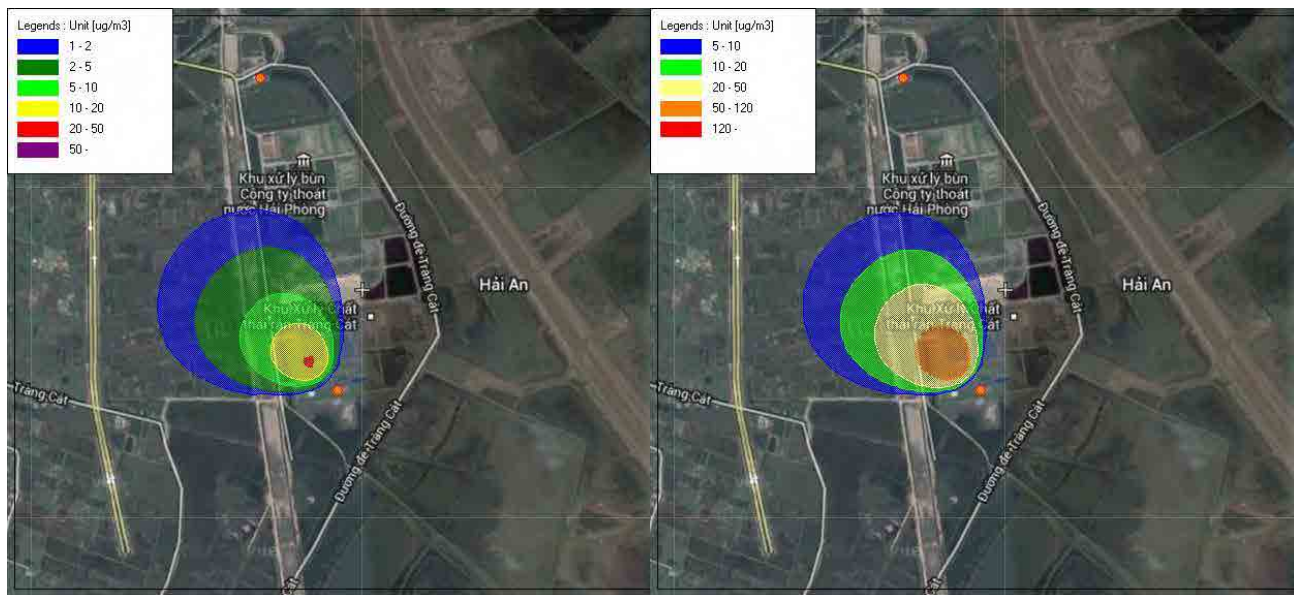 Legends : Unit [ug/m3]
1 - 2
2 - 5
5 - 10
10 - 20
20 - 50
50 -
Khu xử lý bùn
Công ty thoát
nước Hải Phòng
Đường đê Tràng Cát
Hải An
Khu Xử lý Chất
thải rắn Tràng Cát
Tràng Cát
Đường đê Tràng Cát
Cát
Legends : Unit [ug/m3]
5 - 10
10 - 20
20 - 50
50 - 120
120 -
Khu xử lý bùn
Công ty thoát
nước Hải Phòng
Đường đê Tràng Cát
Hải An
Khu Xử lý Chất
thải rắn Tràng Cát
Tràng Cát
Đường đê Tràng Cát
Cát